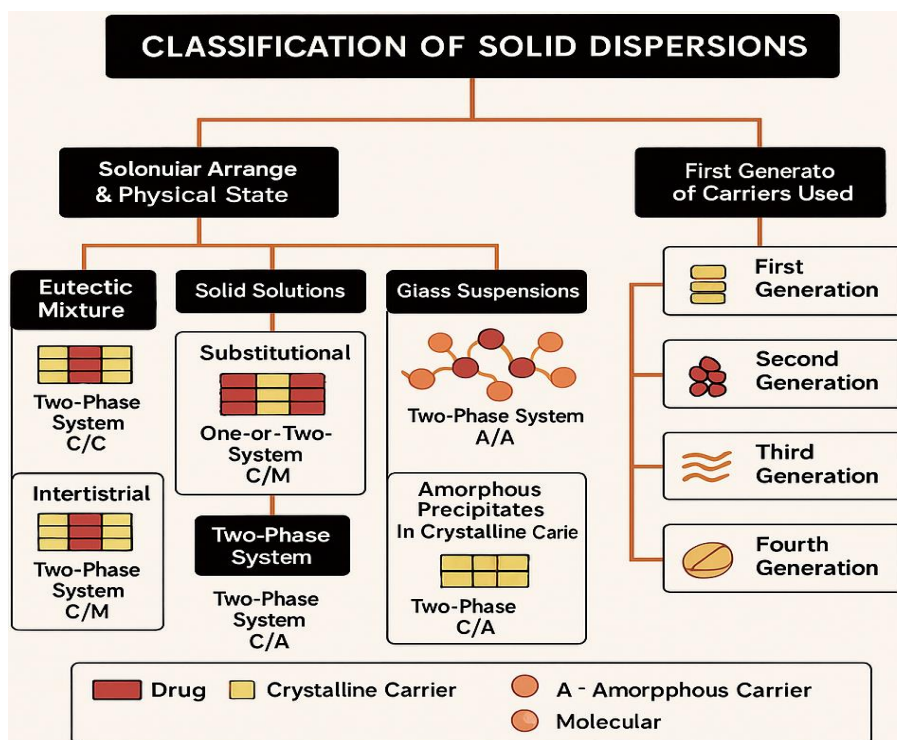 CLASSIFICATION OF SOLID DISPERSIONS
Solonuiar Arrange
& Physical State
First Generato
of Carriers Used
Eutectic
Mixture
Two-Phase
System
C/C
Intertistrial
Two-Phase
System
C/M
Solid Solutions
Substitutional
One-or-Two-
System
C/M
Two-Phase
System
Two-Phase
System
C/A
Glass Suspensions
Two-Phase System
A/A
Amorphous
Precipitates
In Crystalline Carie
Two-Phase
C/A
First
Generation
Second
Generation
Third
Generation
Fourth
Generation
Drug
Crystalline Carrier
A - Amorpphous Carrier
Molecular